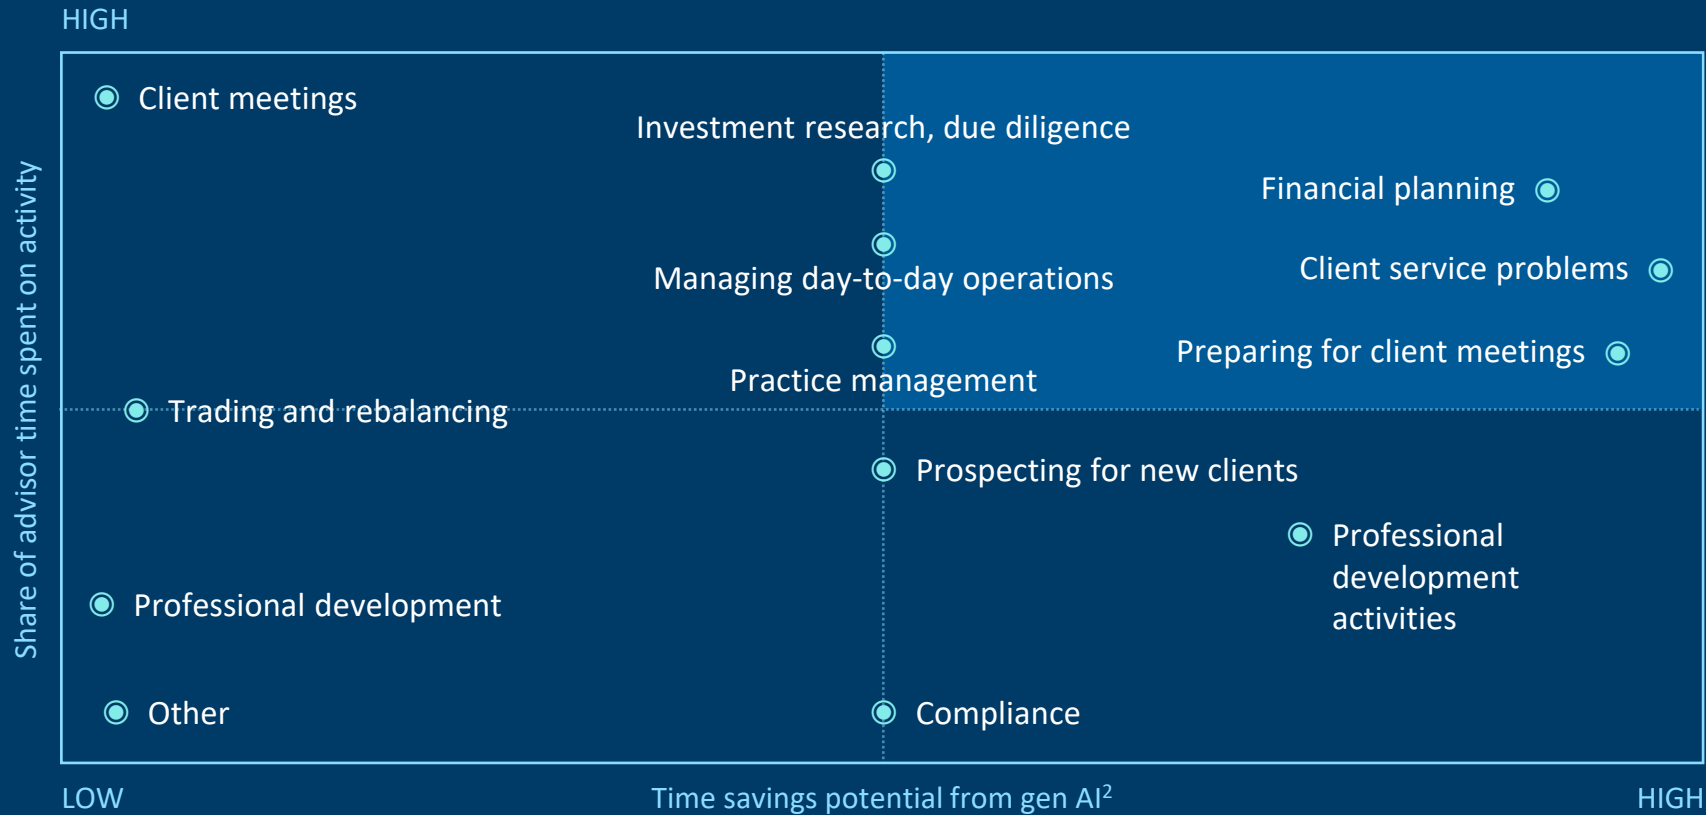 HIGH
Client meetings
Investment research, due diligence
Financial planning
Client service problems
Managing day-to-day operations
Preparing for client meetings
Practice management
Trading and rebalancing
Prospecting for new clients
Professional
development
activities
Professional development
Other
Compliance
Share of advisor time spent on activity
LOW
Time savings potential from gen AI²
HIGH